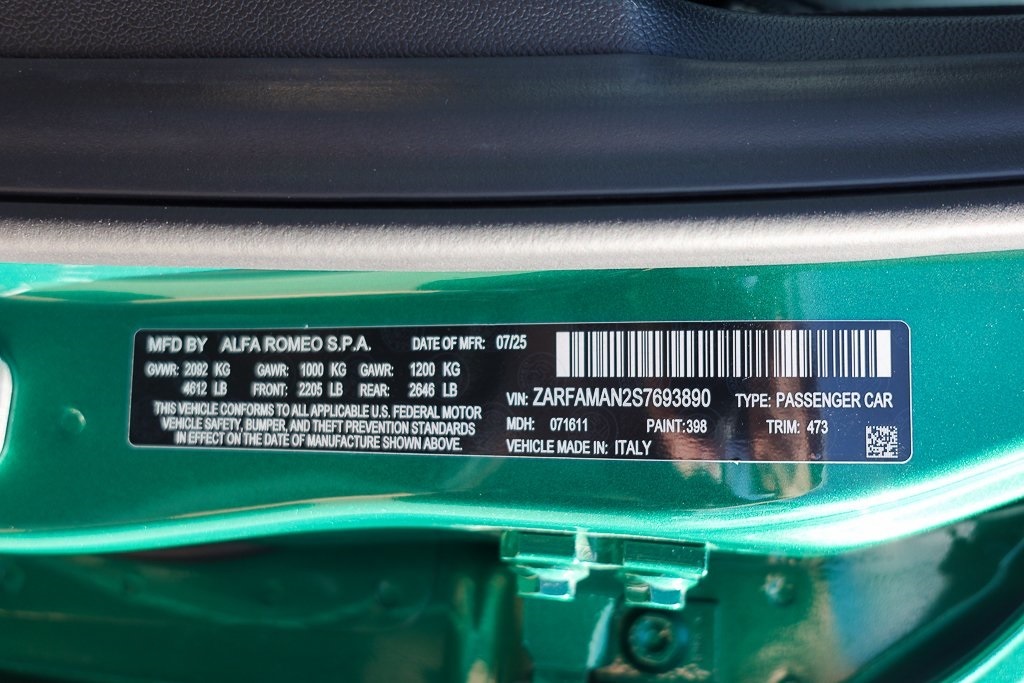 MFD BY ALFA ROMEO S.P.A. DATE OF MFR: 07/25
GVWR: 2092 KG GAWR: 1000 KG GAWR: 1200 KG
4612 LB FRONT: 2205 LB REAR: 2646 LB
THIS VEHICLE CONFORMS TO ALL APPLICABLE U.S. FEDERAL MOTOR
VEHICLE SAFETY, BUMPER, AND THEFT PREVENTION STANDARDS
IN EFFECT ON THE DATE OF MANUFACTURE SHOWN ABOVE.
VIN: ZARFAMAN2S7693890 TYPE: PASSENGER CAR
MDH: 071611 PAINT:398 TRIM: 473
VEHICLE MADE IN: ITALY